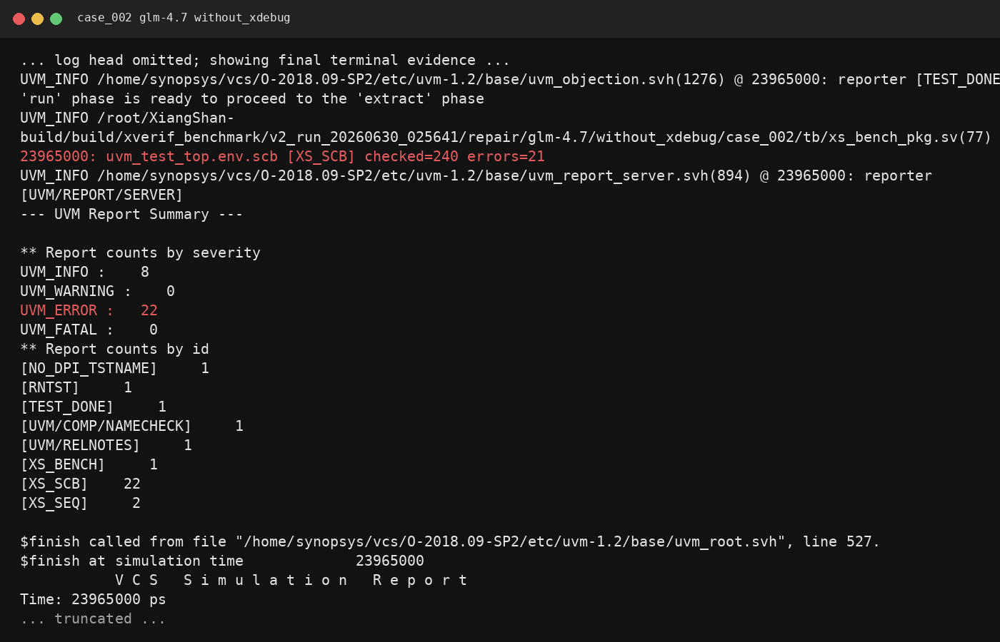 case_002 glm-4.7 without_xdebug
... log head omitted; showing final terminal evidence ...
UVM_INFO /home/synopsys/vcs/O-2018.09-SP2/etc/uvm-1.2/base/uvm_objection.svh(1276) @ 23965000: reporter [TEST_DONE
'run' phase is ready to proceed to the 'extract' phase
UVM_INFO /root/XiangShan-
build/build/xverif_benchmark/v2_run_20260630_025641/repair/glm-4.7/without_xdebug/case_002/tb/xs_bench_pkg.sv(77)
23965000: uvm_test_top.env.scb [XS_SCB] checked=240 errors=21
UVM_INFO /home/synopsys/vcs/O-2018.09-SP2/etc/uvm-1.2/base/uvm_report_server.svh(894) @ 23965000: reporter
[UVM/REPORT/SERVER]
--- UVM Report Summary ---
** Report counts by severity
UVM_INFO :    8
UVM_WARNING :    0
UVM_ERROR :   22
UVM_FATAL :    0
** Report counts by id
[NO_DPI_TSTNAME]     1
[RNTST]     1
[TEST_DONE]     1
[UVM/COMP/NAMECHECK]     1
[UVM/RELNOTES]     1
[XS_BENCH]     1
[XS_SCB]    22
[XS_SEQ]     2
$finish called from file "/home/synopsys/vcs/O-2018.09-SP2/etc/uvm-1.2/base/uvm_root.svh", line 527.
$finish at simulation time             23965000
V C S   S i m u l a t i o n   R e p o r t
Time: 23965000 ps
... truncated ...